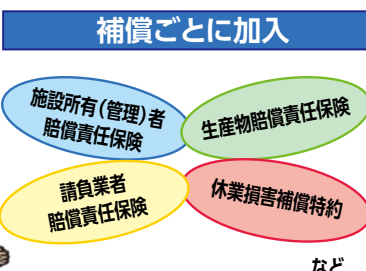 補償ごとに加入
施設所有(管理)者
賠償責任保険
生産物賠償責任保険
請負業者
賠償責任保険
休業損害補償特約
など